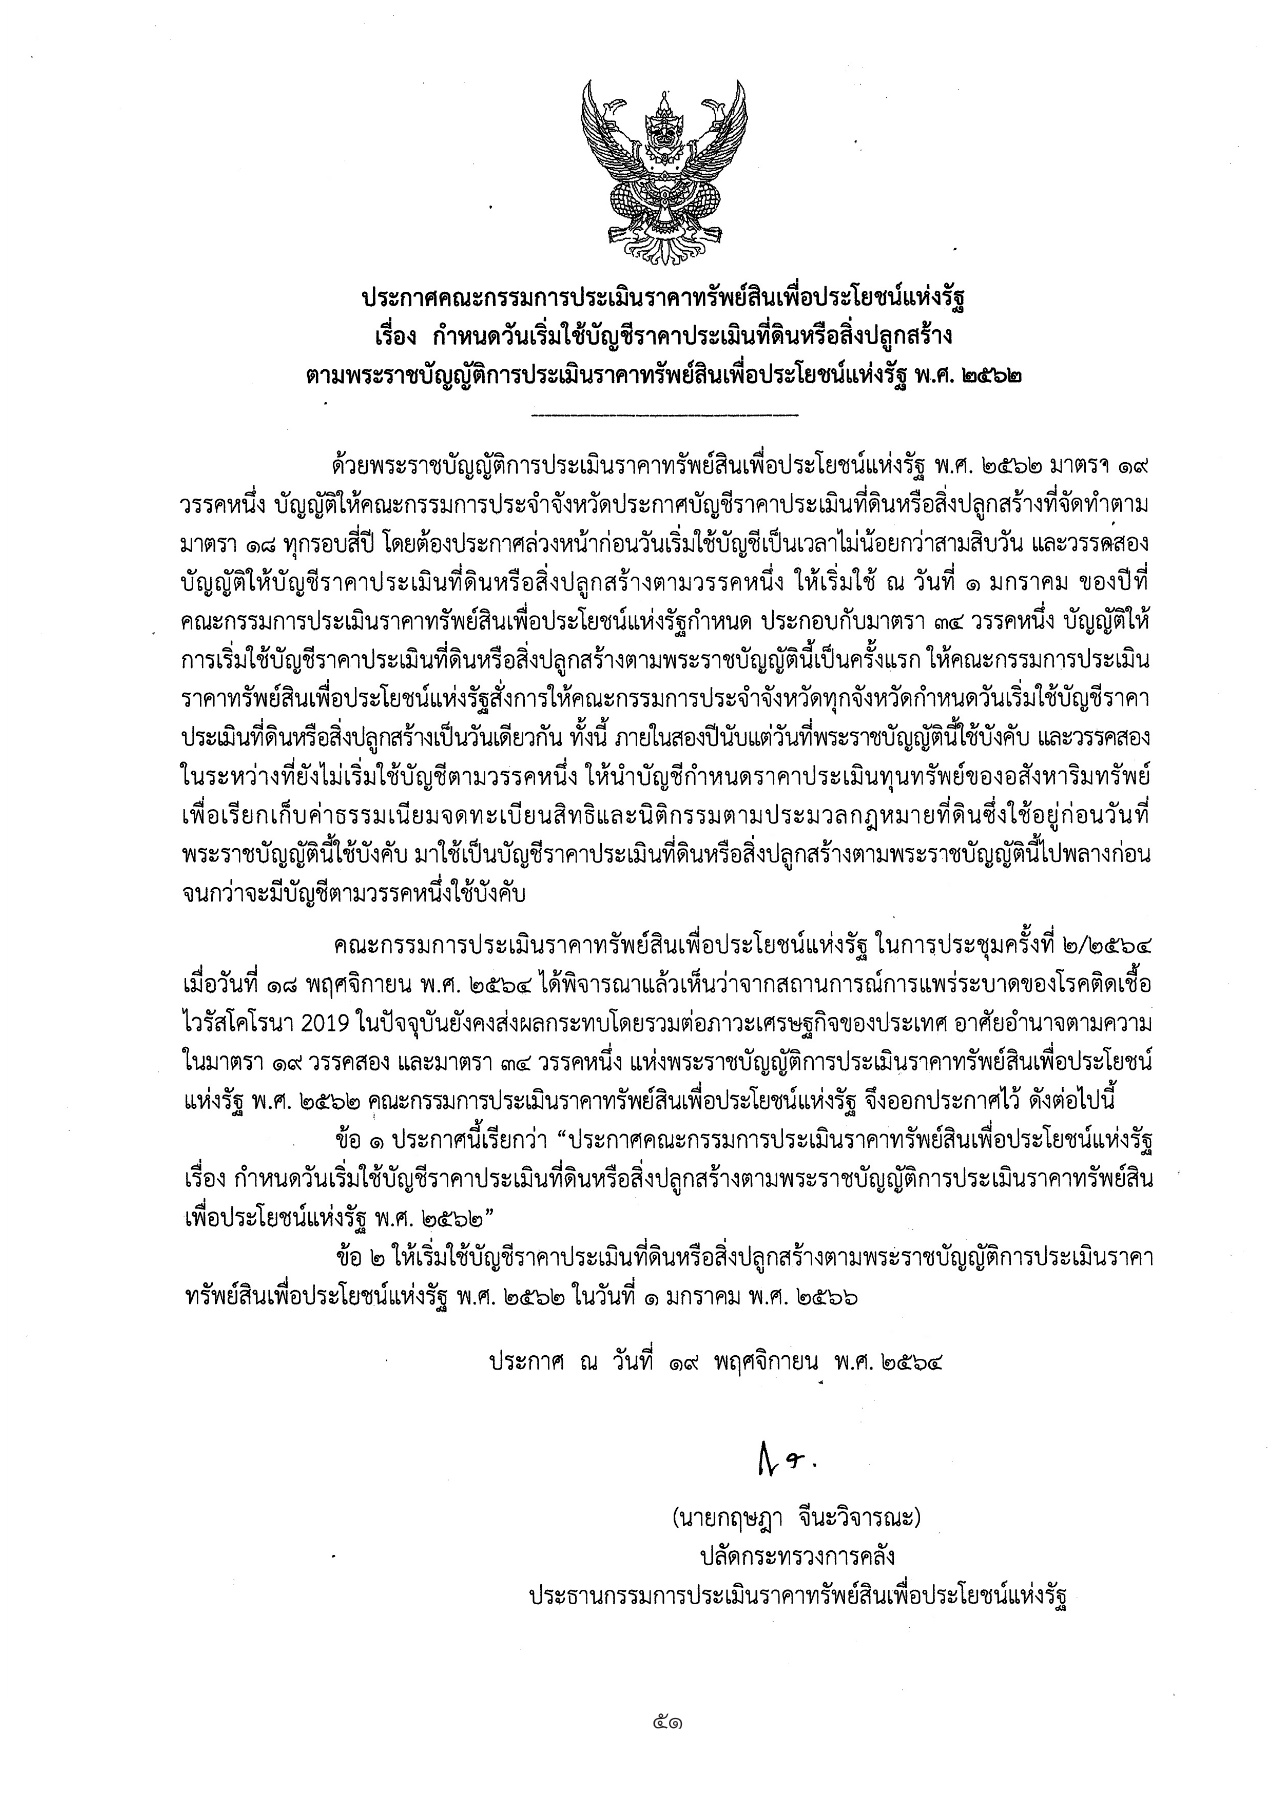 ประกาศคณะกรรมการประเมินราคาทรัพย์สินเพื่อประโยชน์แห่งรัฐ
เรื่อง กำหนดวันเริ่มใช้บัญชีราคาประเมินที่ดินหรือสิ่งปลูกสร้าง
ตามพระราชบัญญัติการประเมินราคาทรัพย์สินเพื่อประโยชน์แห่งรัฐ พ.ศ. ๒๕๖๒
ด้วยพระราชบัญญัติการประเมินราคาทรัพย์สินเพื่อประโยชน์แห่งรัฐ พ.ศ. ๒๕๖๒ มาตรา ๑๙
วรรคหนึ่ง บัญญัติให้คณะกรรมการประจำจังหวัดประกาศบัญชีราคาประเมินที่ดินหรือสิ่งปลูกสร้างที่จัดทำตาม
มาตรา ๑๘ ทุกรอบสี่ปี โดยต้องประกาศล่วงหน้าก่อนวันเริ่มใช้บัญชีเป็นเวลาไม่น้อยกว่าสามสิบวัน และวรรคสอง
บัญญัติให้บัญชีราคาประเมินที่ดินหรือสิ่งปลูกสร้างตามวรรคหนึ่ง ให้เริ่มใช้ ณ วันที่ ๑ มกราคม ของปีที่
คณะกรรมการประเมินราคาทรัพย์สินเพื่อประโยชน์แห่งรัฐกำหนด ประกอบกับมาตรา ๓๔ วรรคหนึ่ง บัญญัติให้
การเริ่มใช้บัญชีราคาประเมินที่ดินหรือสิ่งปลูกสร้างตามพระราชบัญญัตินี้เป็นครั้งแรก ให้คณะกรรมการประเมิน
ราคาทรัพย์สินเพื่อประโยชน์แห่งรัฐสั่งการให้คณะกรรมการประจำจังหวัดทุกจังหวัดกำหนดวันเริ่มใช้บัญชีราคา
ประเมินที่ดินหรือสิ่งปลูกสร้างเป็นวันเดียวกัน ทั้งนี้ ภายในสองปีนับแต่วันที่พระราชบัญญัตินี้ใช้บังคับ และวรรคสอง
ในระหว่างที่ยังไม่เริ่มใช้บัญชีตามวรรคหนึ่ง ให้นำบัญชีกำหนดราคาประเมินทุนทรัพย์ของอสังหาริมทรัพย์
เพื่อเรียกเก็บค่าธรรมเนียมจดทะเบียนสิทธิและนิติกรรมตามประมวลกฎหมายที่ดินซึ่งใช้อยู่ก่อนวันที่
พระราชบัญญัตินี้ใช้บังคับ มาใช้เป็นบัญชีราคาประเมินที่ดินหรือสิ่งปลูกสร้างตามพระราชบัญญัตินี้ไปพลางก่อน
จนกว่าจะมีบัญชีตามวรรคหนึ่งใช้บังคับ
คณะกรรมการประเมินราคาทรัพย์สินเพื่อประโยชน์แห่งรัฐ ในการประชุมครั้งที่ ๒/๒๕๖๔
เมื่อวันที่ ๑๘ พฤศจิกายน พ.ศ. ๒๕๖๔ ได้พิจารณาแล้วเห็นว่าจากสถานการณ์การแพร่ระบาดของโรคติดเชื้อ
ไวรัสโคโรนา 2019 ในปัจจุบันยังคงส่งผลกระทบโดยรวมต่อภาวะเศรษฐกิจของประเทศ อาศัยอำนาจตามความ
ในมาตรา ๑๙ วรรคสอง และมาตรา ๓๔ วรรคหนึ่ง แห่งพระราชบัญญัติการประเมินราคาทรัพย์สินเพื่อประโยชน์
แห่งรัฐ พ.ศ. ๒๕๖๒ คณะกรรมการประเมินราคาทรัพย์สินเพื่อประโยชน์แห่งรัฐ จึงออกประกาศไว้ ดังต่อไปนี้
ข้อ ๑ ประกาศนี้เรียกว่า “ประกาศคณะกรรมการประเมินราคาทรัพย์สินเพื่อประโยชน์แห่งรัฐ
เรื่อง กำหนดวันเริ่มใช้บัญชีราคาประเมินที่ดินหรือสิ่งปลูกสร้างตามพระราชบัญญัติการประเมินราคาทรัพย์สิน
เพื่อประโยชน์แห่งรัฐ พ.ศ. ๒๕๖๒”
ข้อ ๒ ให้เริ่มใช้บัญชีราคาประเมินที่ดินหรือสิ่งปลูกสร้างตามพระราชบัญญัติการประเมินราคา
ทรัพย์สินเพื่อประโยชน์แห่งรัฐ พ.ศ. ๒๕๖๒ ในวันที่ ๑ มกราคม พ.ศ. ๒๕๖๖
ประกาศ ณ วันที่ ๑๙ พฤศจิกายน พ.ศ. ๒๕๖๔
(นายกฤษฎา จีนะวิจารณะ)
ปลัดกระทรวงการคลัง
ประธานกรรมการประเมินราคาทรัพย์สินเพื่อประโยชน์แห่งรัฐ
๕๑